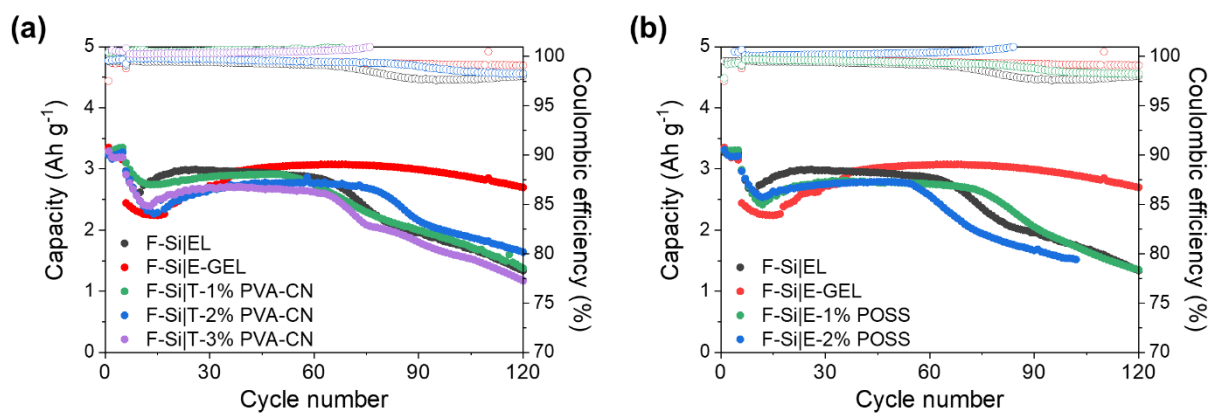 (a)
Capacity (Ah g-1)
5
4
3
2
1
0
F-Si|EL
F-Si|E-GEL
F-Si|T-1% PVA-CN
F-Si|T-2% PVA-CN
F-Si|T-3% PVA-CN
100
95
90
85
80
75
70
Coulombic efficiency (%)
0 30 60 90 120
Cycle number
(b)
Capacity (Ah g-1)
5
4
3
2
1
0
F-Si|EL
F-Si|E-GEL
F-Si|E-1% POSS
F-Si|E-2% POSS
100
95
90
85
80
75
70
Coulombic efficiency (%)
0 30 60 90 120
Cycle number